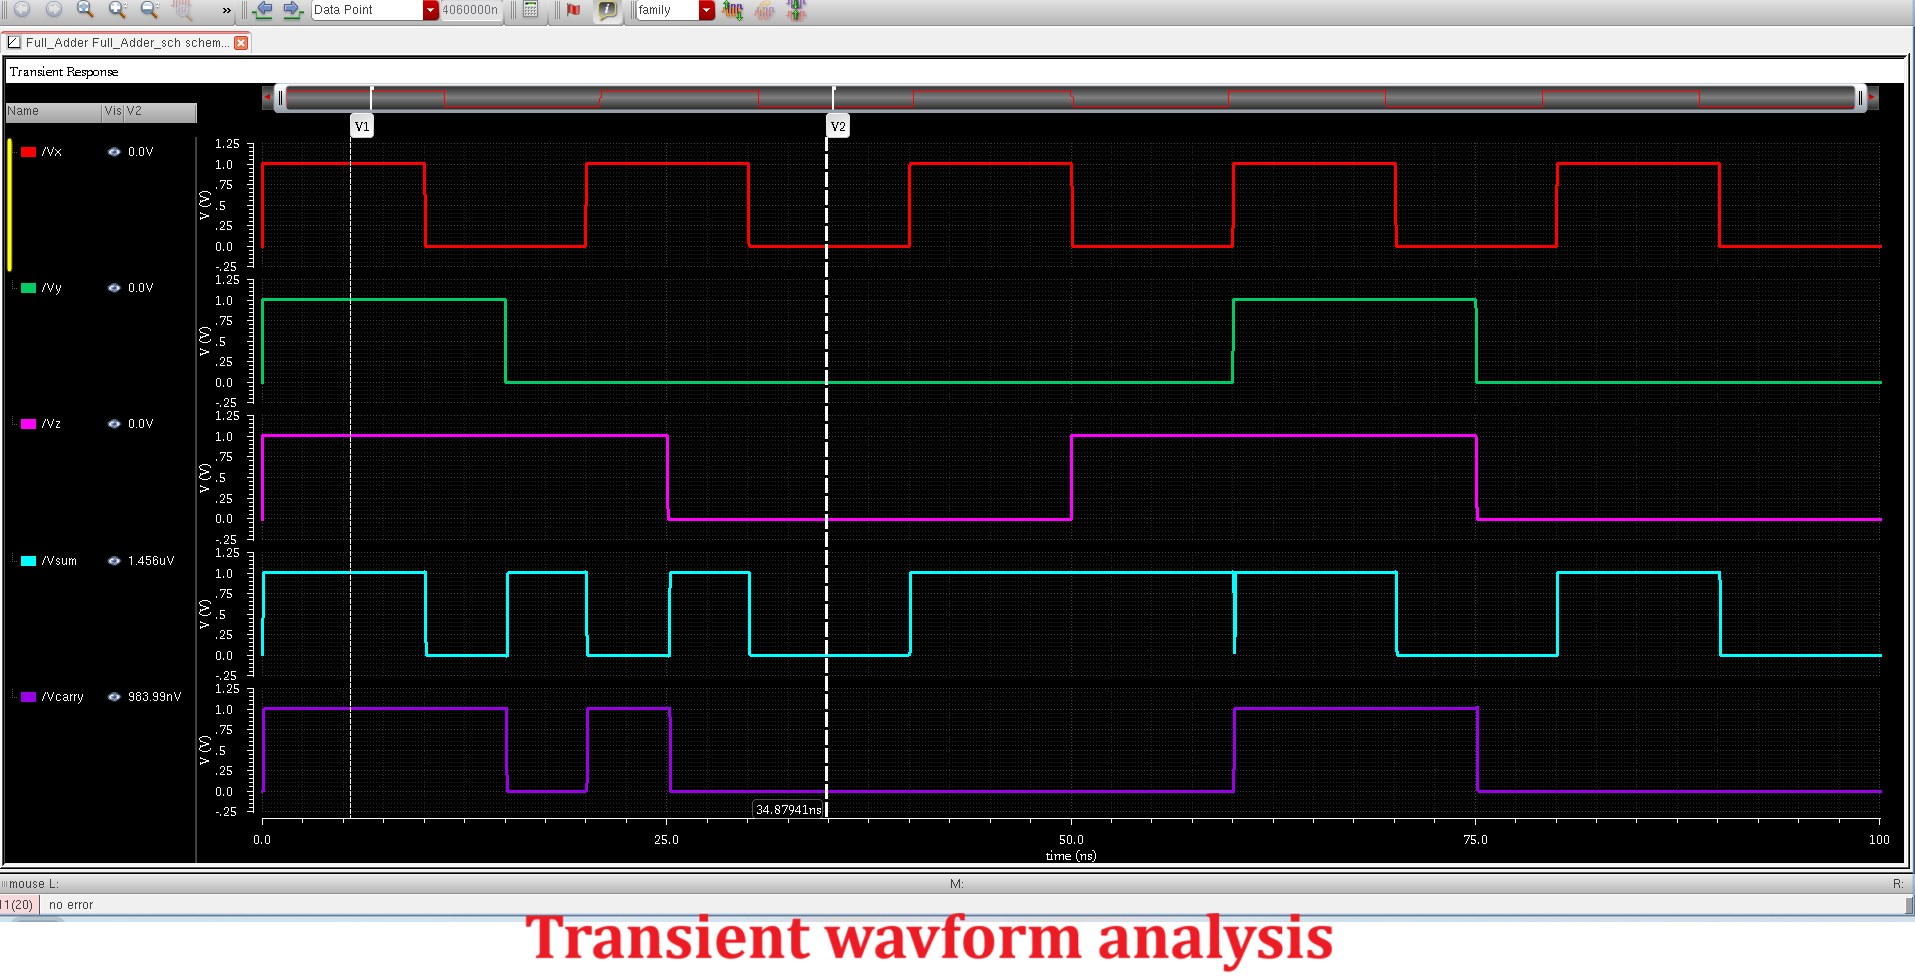 » Data Point 4060000n family
Full_Adder Full_Adder_sch schem...
Transient Response
Name Vis V2
V1 V2
/Vx 0.0V
1.25
1.0
.75
.5
.25
0.0
-.25
V (V)
/Vy 0.0V
1.25
1.0
.75
.5
.25
0.0
-.25
V (V)
/Vz 0.0V
1.25
1.0
.75
.5
.25
0.0
-.25
V (V)
/Vsum 1.456uV
1.25
1.0
.75
.5
.25
0.0
-.25
V (V)
/Vcarry 983.99nV
1.25
1.0
.75
.5
.25
0.0
-.25
V (V)
34.87941ns
0.0 25.0 50.0 75.0 100
time (ns)
mouse L: M: R:
11(20) no error
Transient wavform analysis